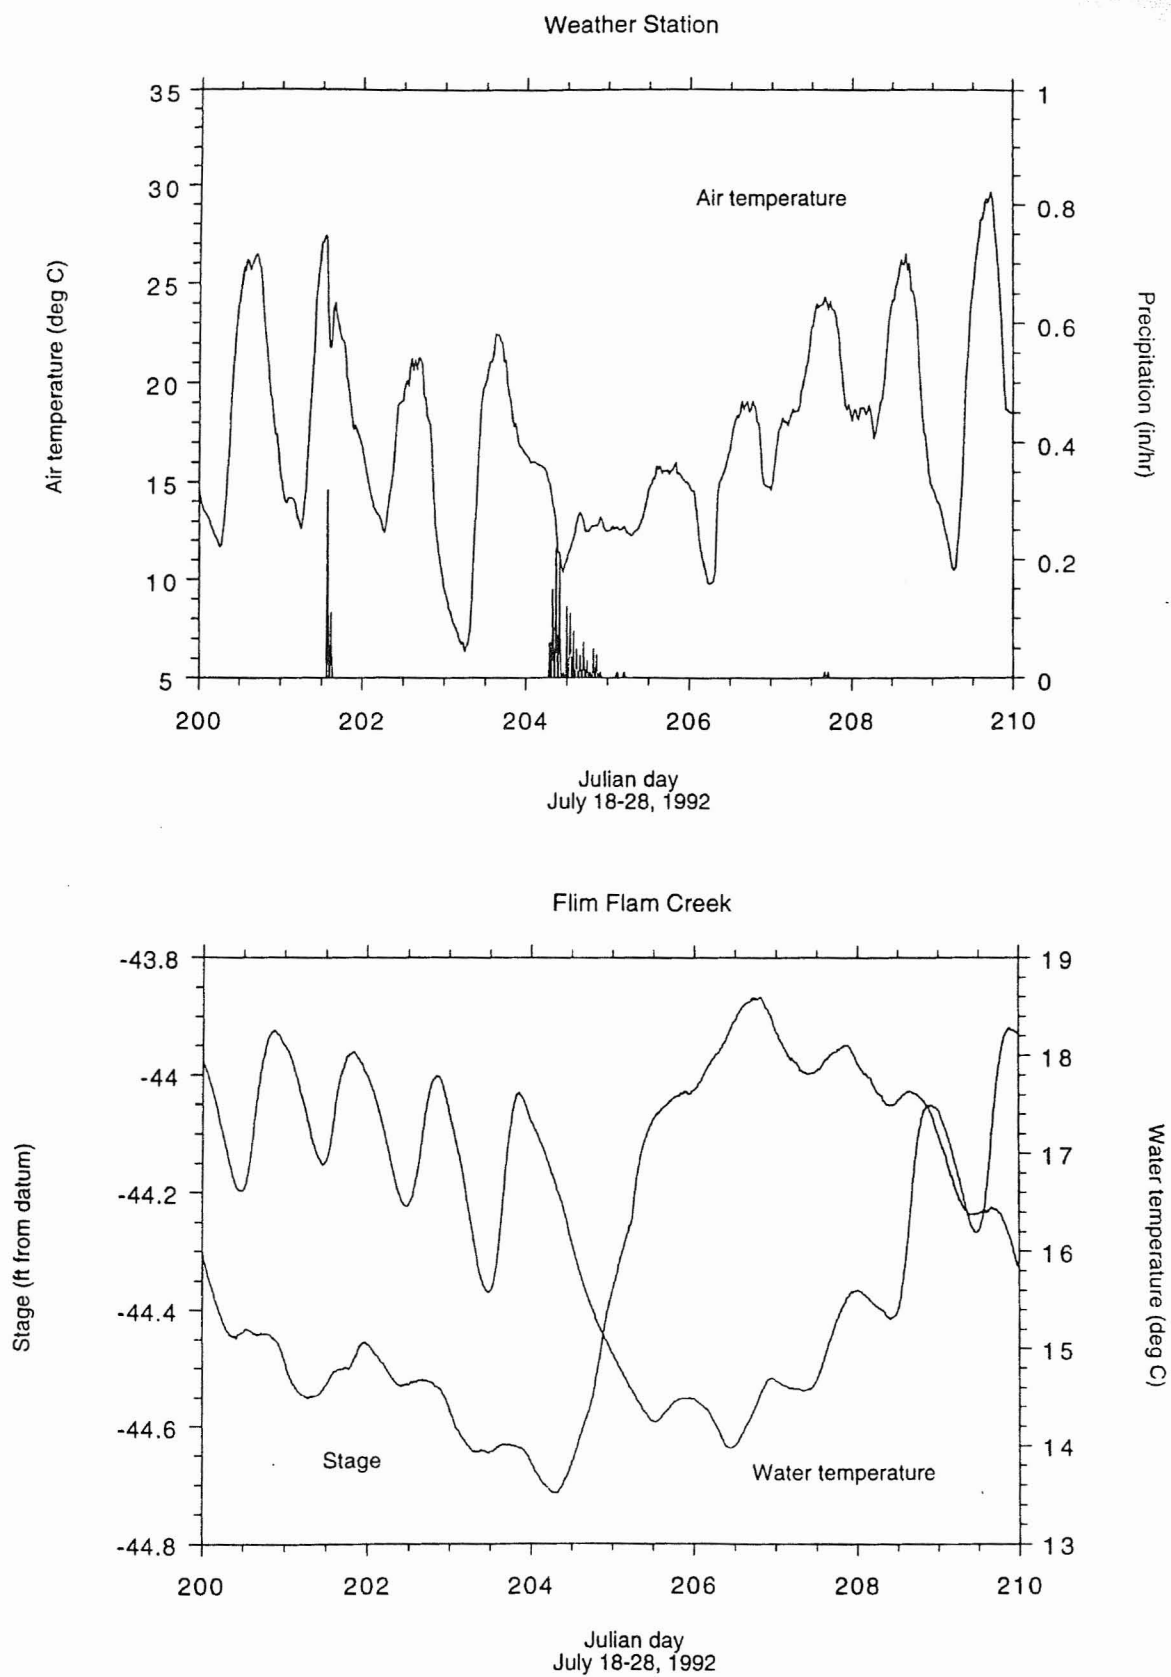 Weather Station
35
30
25
20
15
10
5
Air temperature (deg C)
1
0.8
0.6
0.4
0.2
0
Precipitation (in/hr)
Air temperature
200 202 204 206 208 210
Julian day
July 18-28, 1992
Flim Flam Creek
-43.8
-44
-44.2
-44.4
-44.6
-44.8
Stage (ft from datum)
19
18
17
16
15
14
13
Water temperature (deg C)
Stage
Water temperature
200 202 204 206 208 210
Julian day
July 18-28, 1992